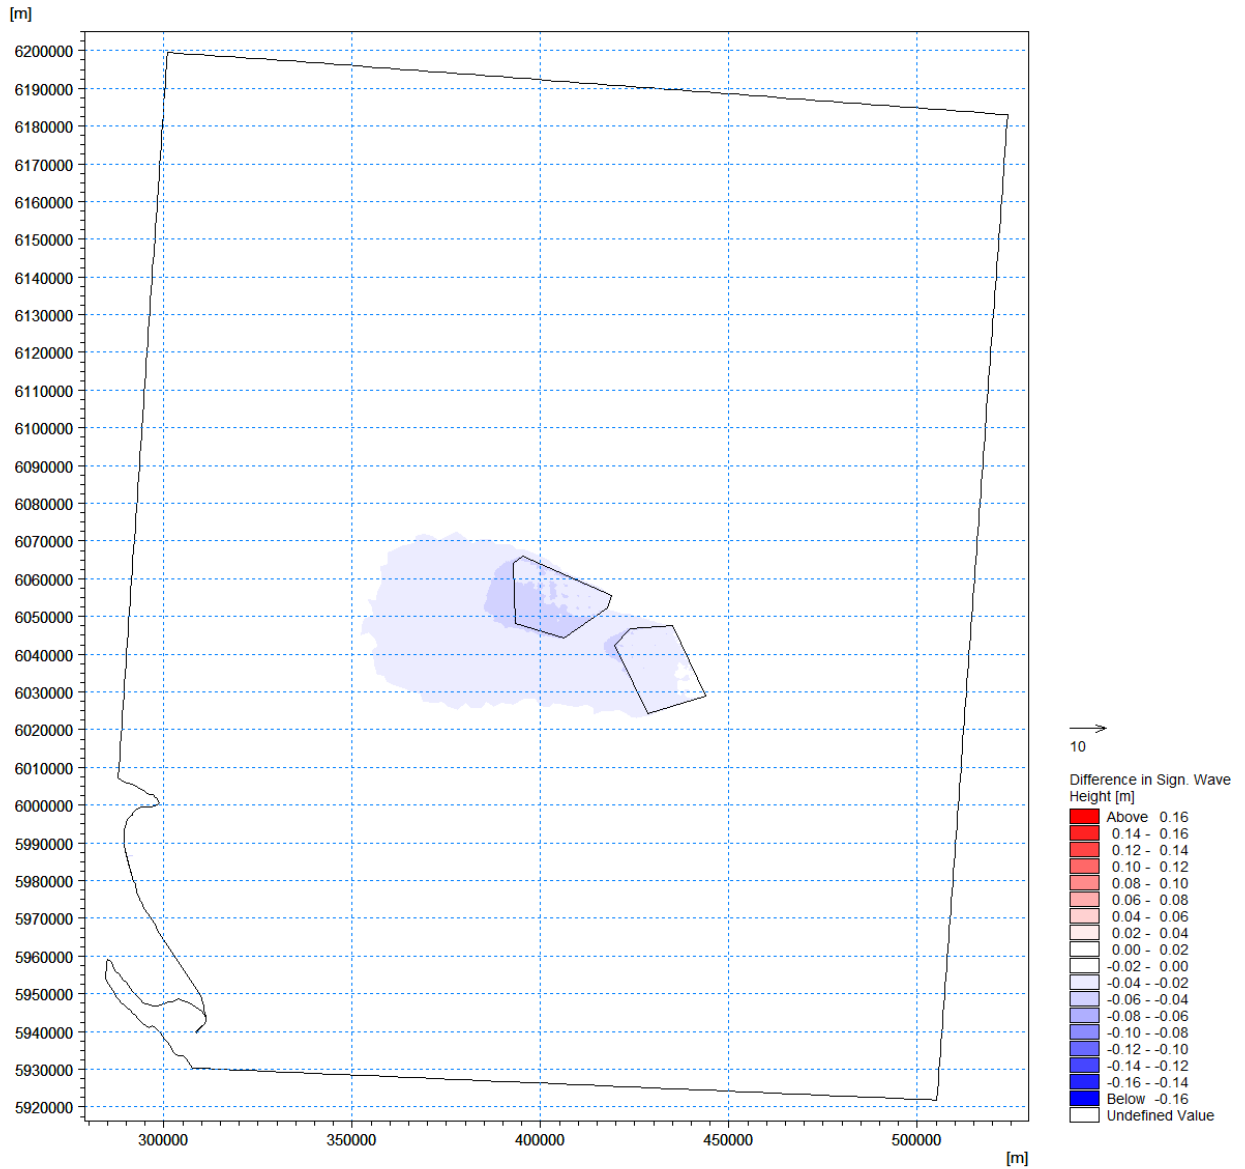 [m]
6200000
6190000
6180000
6170000
6160000
6150000
6140000
6130000
6120000
6110000
6100000
6090000
6080000
6070000
6060000
6050000
6040000
6030000
6020000
6010000
6000000
5990000
5980000
5970000
5960000
5950000
5940000
5930000
5920000
300000 350000 400000 450000 500000
[m]
10
Difference in Sign. Wave
Height [m]
Above 0.16
0.14 - 0.16
0.12 - 0.14
0.10 - 0.12
0.08 - 0.10
0.06 - 0.08
0.04 - 0.06
0.02 - 0.04
0.00 - 0.02
-0.02 - 0.00
-0.04 - -0.02
-0.06 - -0.04
-0.08 - -0.06
-0.10 - -0.08
-0.12 - -0.10
-0.14 - -0.12
-0.16 - -0.14
Below -0.16
Undefined Value